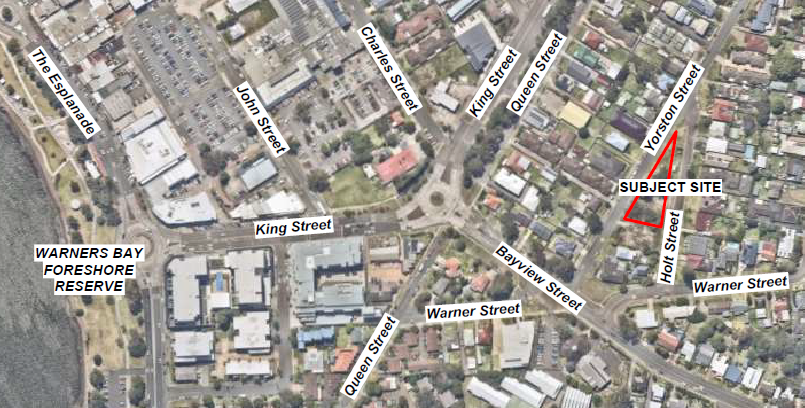 The Esplanade
John Street
Charles Street
King Street
Queen Street
Yorston Street
SUBJECT SITE
King Street
Holt Street
WARNERS BAY
FORESHORE
RESERVE
Bayview Street
Warner Street
Warner Street
Queen Street